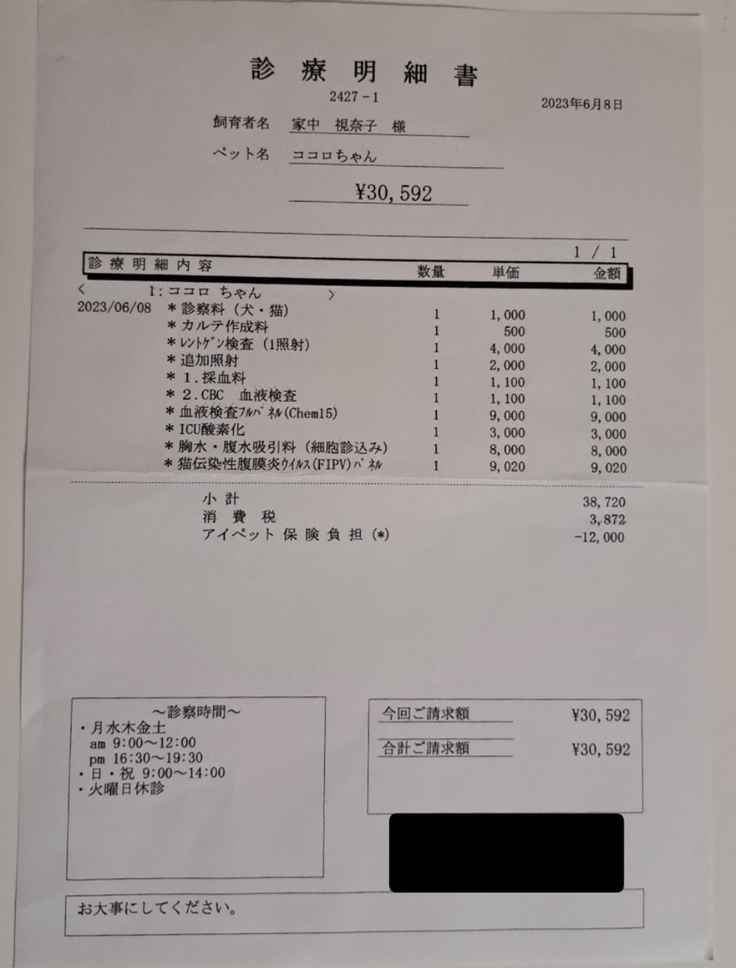 診療明細書
2427-1
2023年6月8日
飼育者名 家中 視奈子 様
ペット名 ココロちゃん
¥30,592
1 / 1
診療明細内容 数量 単価 金額
< 1:ココロ ちゃん >
2023/06/08 *診察料(犬・猫) 1 1,000 1,000
*カルテ作成料 1 500 500
*ﾚﾝﾄｹﾞﾝ検査(1照射) 1 4,000 4,000
*追加照射 1 2,000 2,000
*1.採血料 1 1,100 1,100
*2.CBC 血液検査 1 1,100 1,100
*血液検査ﾌﾙﾊﾟﾈﾙ(Chem15) 1 9,000 9,000
*ICU酸素化 1 3,000 3,000
*胸水・腹水吸引料(細胞診込み) 1 8,000 8,000
*猫伝染性腹膜炎ｳｲﾙｽ(FIPV)ﾊﾟﾈﾙ 1 9,020 9,020
小計 38,720
消費税 3,872
アイペット保険負担(*) -12,000
～診察時間～
・月水木金土
am 9:00～12:00
pm 16:30～19:30
・日・祝 9:00～14:00
・火曜日休診
今回ご請求額 ¥30,592
合計ご請求額 ¥30,592
お大事にしてください。